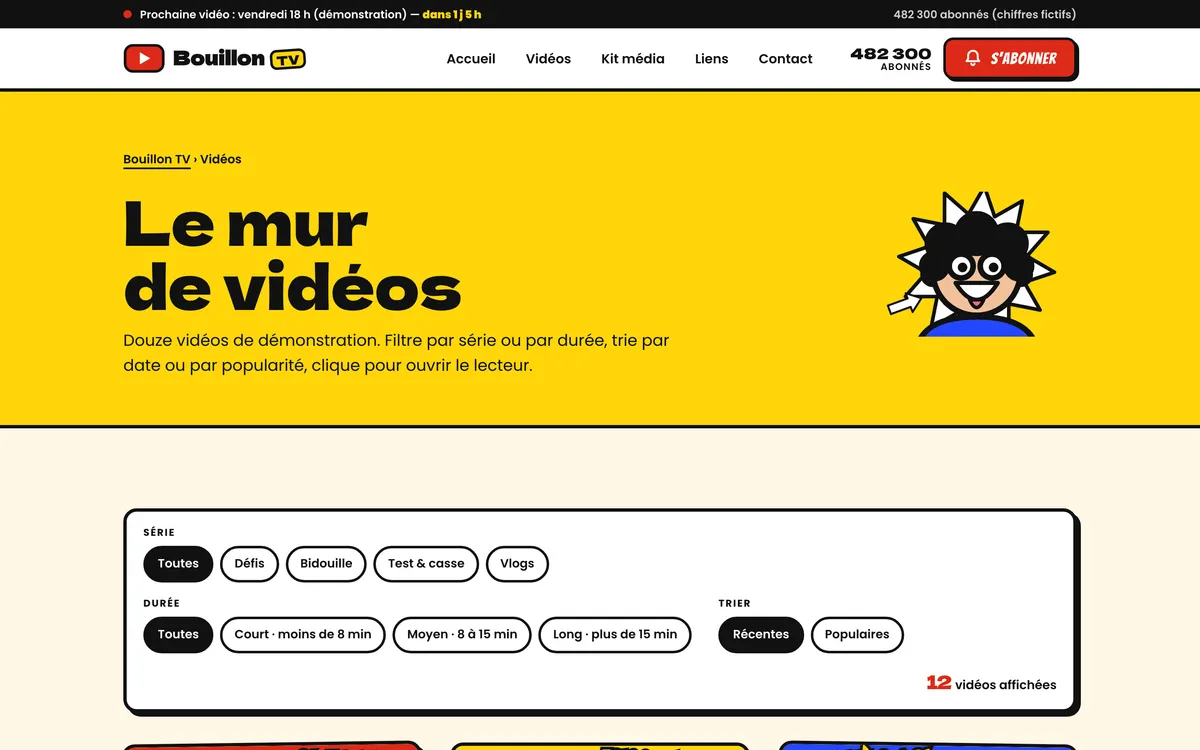 Prochaine vidéo : vendredi 18 h (démonstration) — dans 1 j 5 h
482 300 abonnés (chiffres fictifs)
Bouillon TV
Accueil
Vidéos
Kit média
Liens
Contact
482 300
ABONNÉS
S'ABONNER
Bouillon TV › Vidéos
Le mur
de vidéos
Douze vidéos de démonstration. Filtre par série ou par durée, trie par
date ou par popularité, clique pour ouvrir le lecteur.
SÉRIE
Toutes
Défis
Bidouille
Test & casse
Vlogs
DURÉE
Toutes
Court · moins de 8 min
Moyen · 8 à 15 min
Long · plus de 15 min
TRIER
Récentes
Populaires
12 vidéos affichées